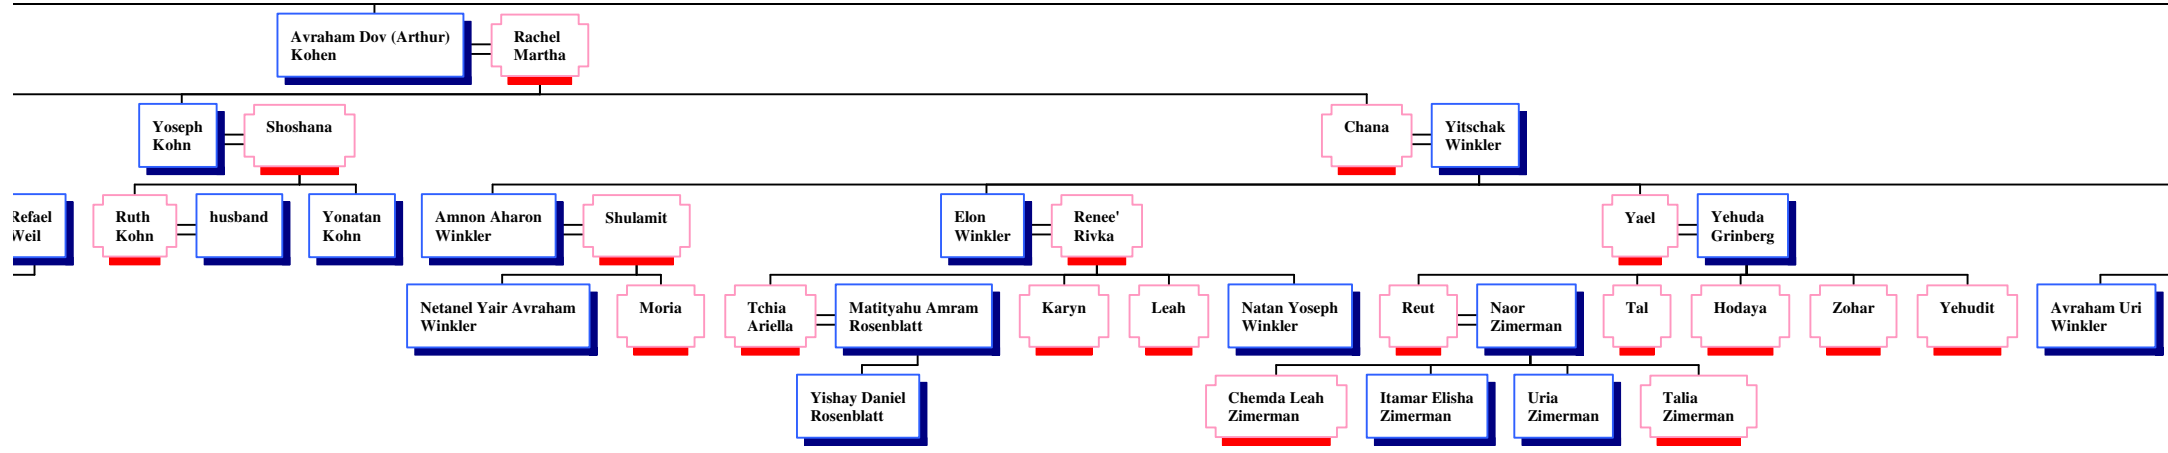 Avraham Dov (Arthur)
Kohen
Rachel
Martha
Yoseph
Kohn
Shoshana
Chana
Yitschak
Winkler
Refael
Weil
Ruth
Kohn
husband
Yonatan
Kohn
Amnon Aharon
Winkler
Shulamit
Elon
Winkler
Renee'
Rivka
Yael
Yehuda
Grinberg
Netanel Yair Avraham
Winkler
Moria
Tchia
Ariella
Matityahu Amram
Rosenblatt
Karyn
Leah
Natan Yoseph
Winkler
Reut
Naor
Zimerman
Tal
Hodaya
Zohar
Yehudit
Avraham Uri
Winkler
Yishay Daniel
Rosenblatt
Chemda Leah
Zimerman
Itamar Elisha
Zimerman
Uria
Zimerman
Talia
Zimerman